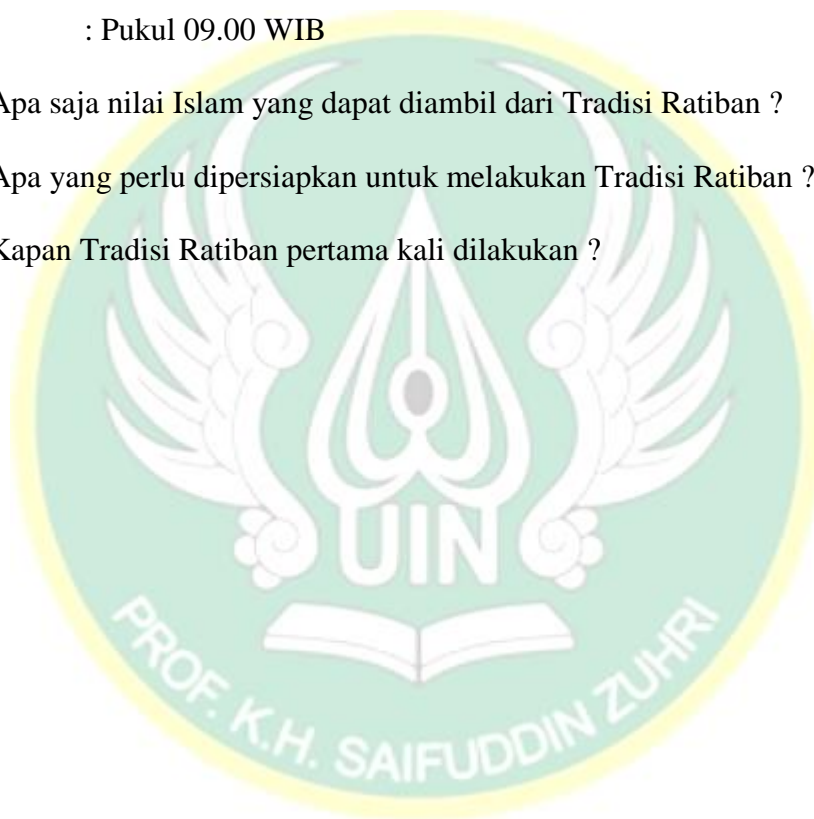 : Pukul 09.00 WIB
Apa saja nilai Islam yang dapat diambil dari Tradisi Ratiban ?
Apa yang perlu dipersiapkan untuk melakukan Tradisi Ratiban ?
Kapan Tradisi Ratiban pertama kali dilakukan ?
UIN
PROF. K.H. SAIFUDDIN ZUHRI